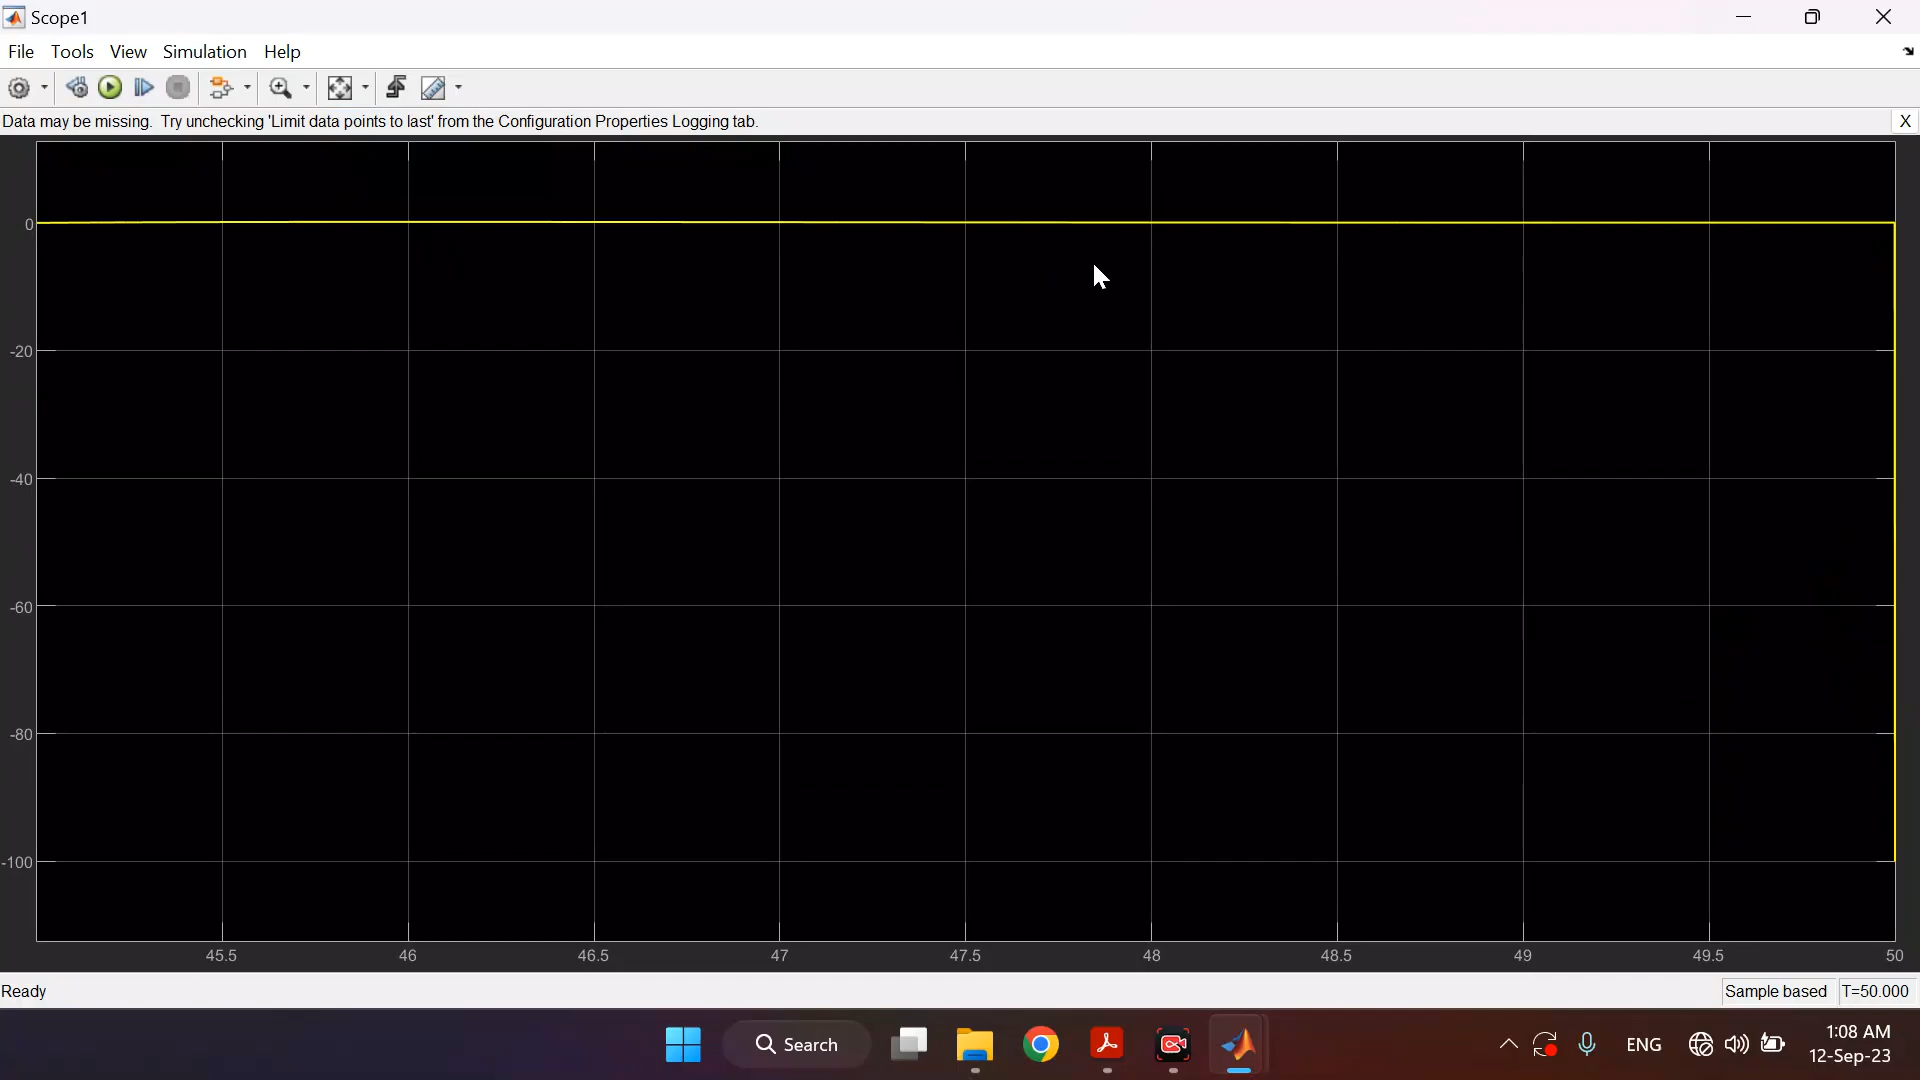 Scope1
File Tools View Simulation Help
Data may be missing. Try unchecking 'Limit data points to last' from the Configuration Properties Logging tab. X
0
-20
-40
-60
-80
-100
45.5 46 46.5 47 47.5 48 48.5 49 49.5 50
Ready Sample based T=50.000
Search ENG 1:08 AM
12-Sep-23